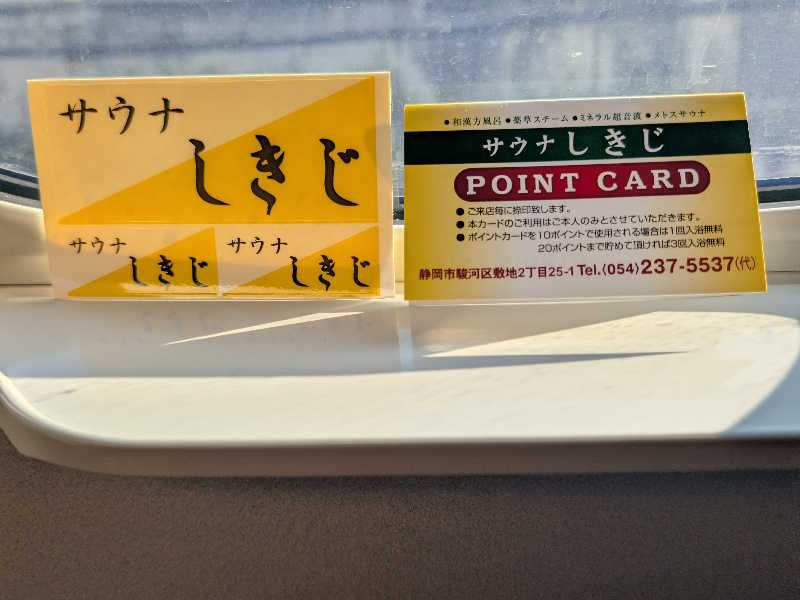 サウナ
しきじ
サウナ
しきじ
サウナ
しきじ
●和漢方風呂 ●薬草スチーム ●ミネラル超音波 ●メトスサウナ
サウナしきじ
POINT CARD
●ご来店毎に捺印致します。
●本カードのご利用はご本人のみとさせていただきます。
●ポイントカードを10ポイントで使用される場合は1回入浴無料
20ポイントまで貯めて頂ければ3回入浴無料
静岡市駿河区敷地2丁目25-1 Tel.(054)237-5537(代)